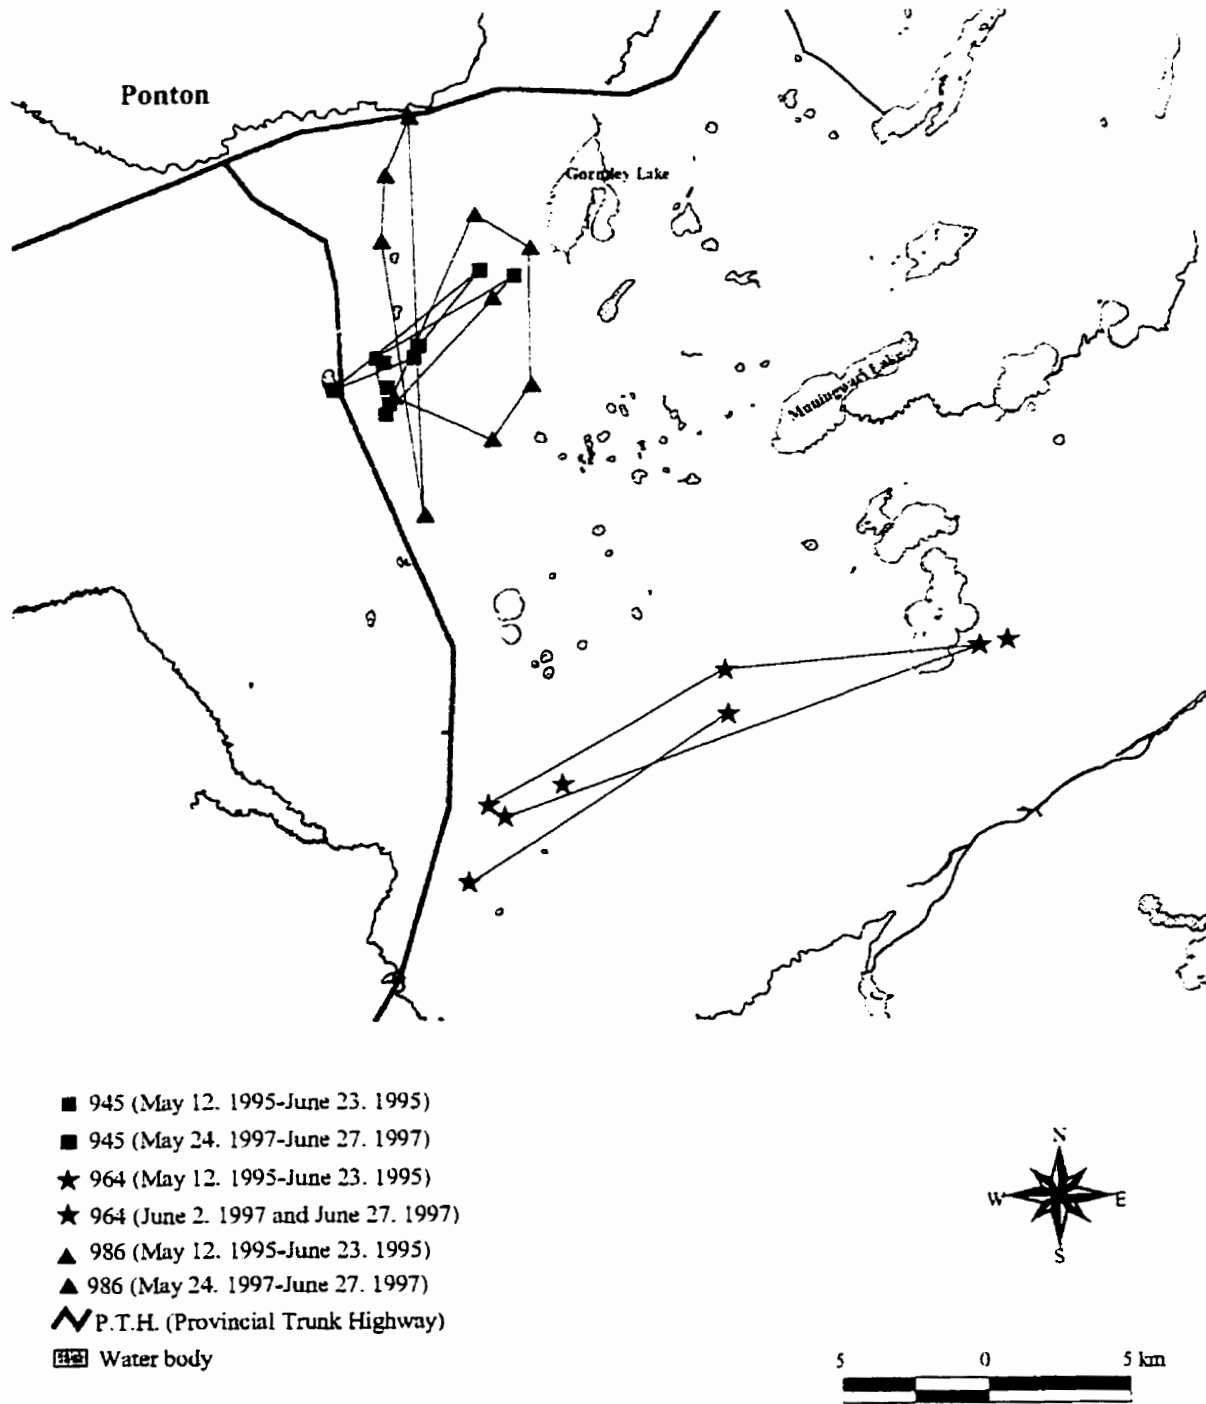 Ponton
Gormley Lake
Lake
945 (May 12. 1995-June 23. 1995)
945 (May 24. 1997-June 27. 1997)
964 (May 12. 1995-June 23. 1995)
964 (June 2. 1997 and June 27. 1997)
986 (May 12. 1995-June 23. 1995)
986 (May 24. 1997-June 27. 1997)
P.T.H. (Provincial Trunk Highway)
Water body
N
W E
S
5 0 5 km